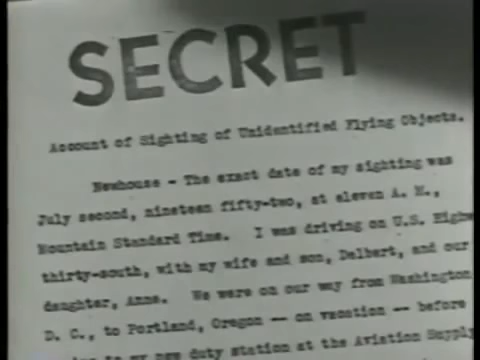 SECRET
Account of Sighting of Unidentified Flying Objects.
Newhouse - The exact date of my sighting was
July second, nineteen fifty-two, at eleven A. M.,
Mountain Standard Time. I was driving on U.S. Highw
thirty-south, with my wife and son, Delbert, and our
daughter, Anne. We were on our way from Washington
D. C., to Portland, Oregon -- on vacation -- before
to my new duty station at the Aviation Supply